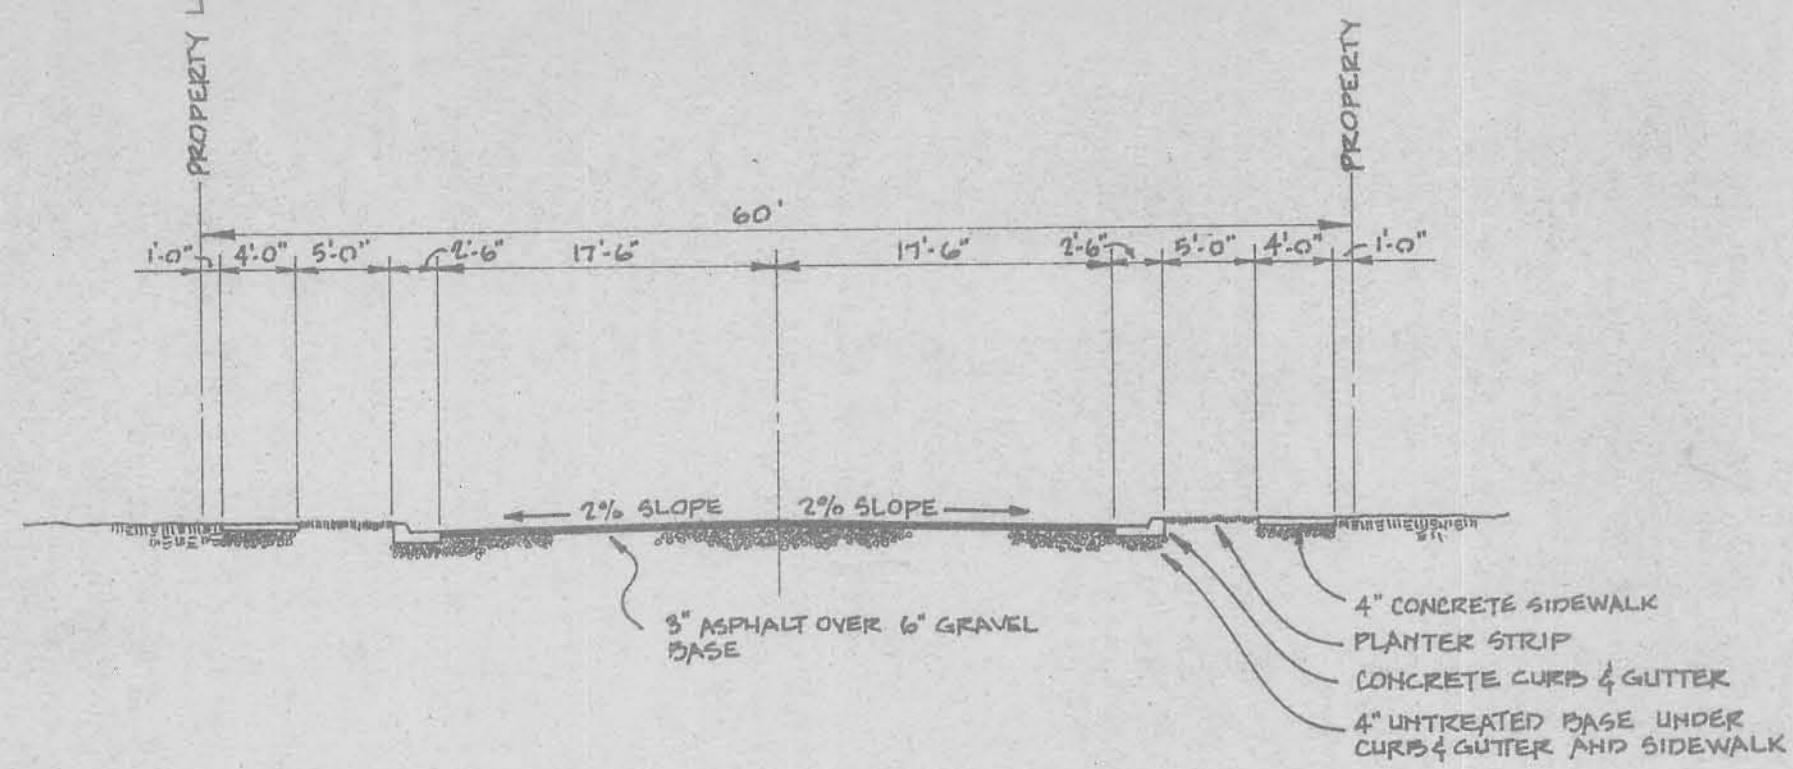 PROPERTY L
PROPERTY
60'
1'-0" 4'-0" 5'-0" 2'-6" 17'-6" 17'-6" 2'-6" 5'-0" 4'-0" 1'-0"
2% SLOPE 2% SLOPE
3" ASPHALT OVER 6" GRAVEL
BASE
4" CONCRETE SIDEWALK
PLANTER STRIP
CONCRETE CURB & GUTTER
4" UNTREATED BASE UNDER
CURB & GUTTER AND SIDEWALK